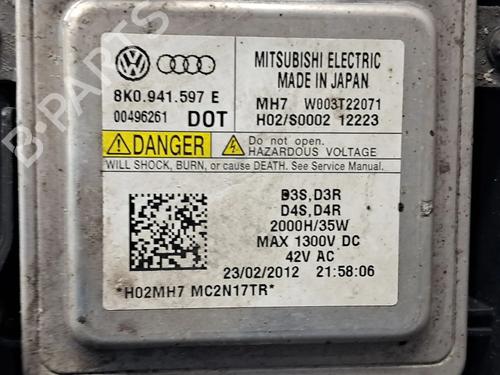 MITSUBISHI ELECTRIC
MADE IN JAPAN
8K0.941.597 E
MH7 W003T22071
00496261 DOT
H02/S0002 12223
DANGER
Do not open.
HAZARDOUS VOLTAGE
WILL SHOCK, BURN, or cause DEATH. See Service Manual.
D3S,D3R
D4S,D4R
2000H/35W
MAX 1300V DC
42V AC
23/02/2012 21:58:06
*H02MH7 MC2N17TR*